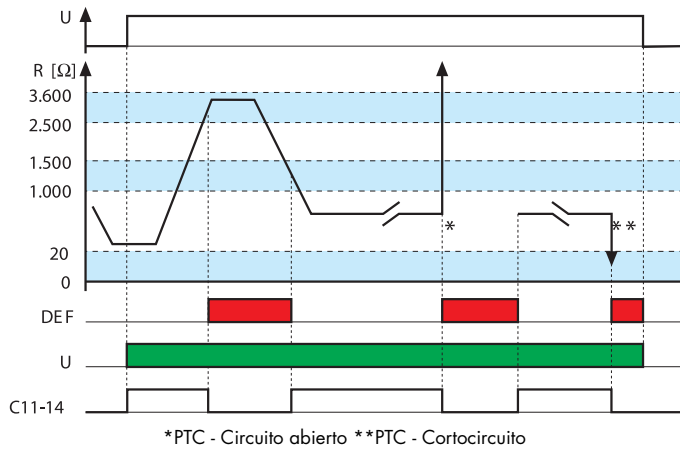 U
R [Ω]
3.600
2.500
1.500
1.000
20
0
*
**
DEF
U
C11-14
*PTC - Circuito abierto **PTC - Cortocircuito